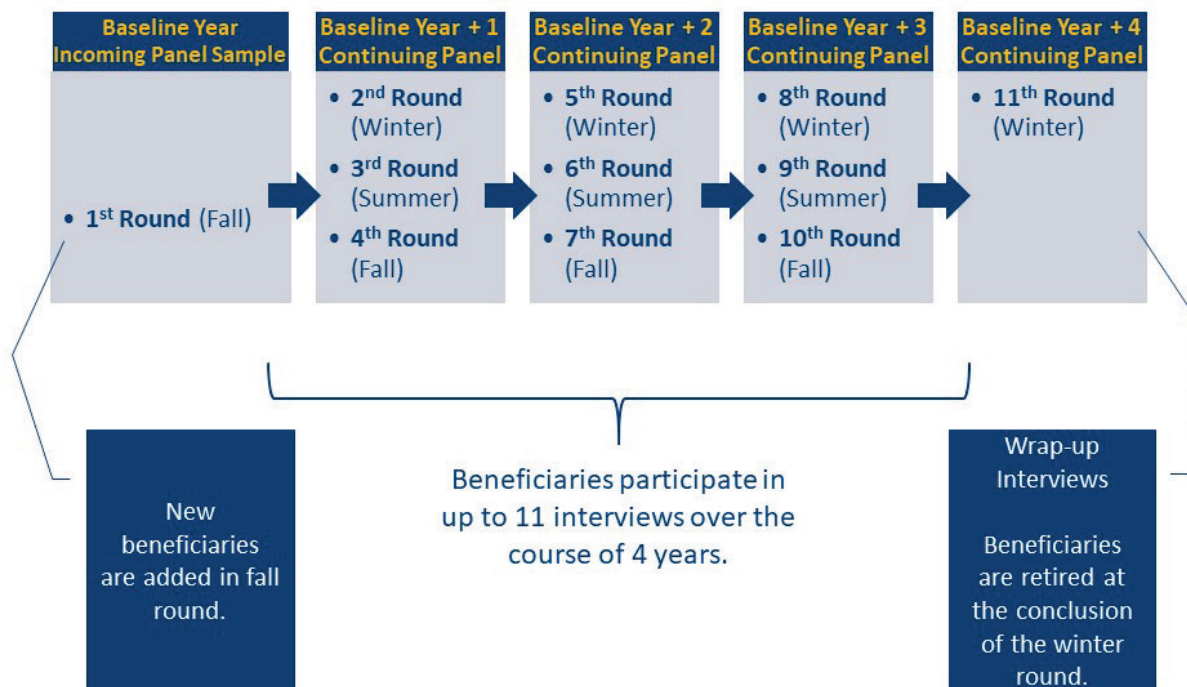 Baseline Year
Incoming Panel Sample
• 1st Round (Fall)
Baseline Year + 1
Continuing Panel
• 2nd Round
(Winter)
• 3rd Round
(Summer)
• 4th Round
(Fall)
Baseline Year + 2
Continuing Panel
• 5th Round
(Winter)
• 6th Round
(Summer)
• 7th Round
(Fall)
Baseline Year + 3
Continuing Panel
• 8th Round
(Winter)
• 9th Round
(Summer)
• 10th Round
(Fall)
Baseline Year + 4
Continuing Panel
• 11th Round
(Winter)
New
beneficiaries
are added in fall
round.
Beneficiaries participate in
up to 11 interviews over the
course of 4 years.
Wrap-up
Interviews
Beneficiaries
are retired at
the conclusion
of the winter
round.